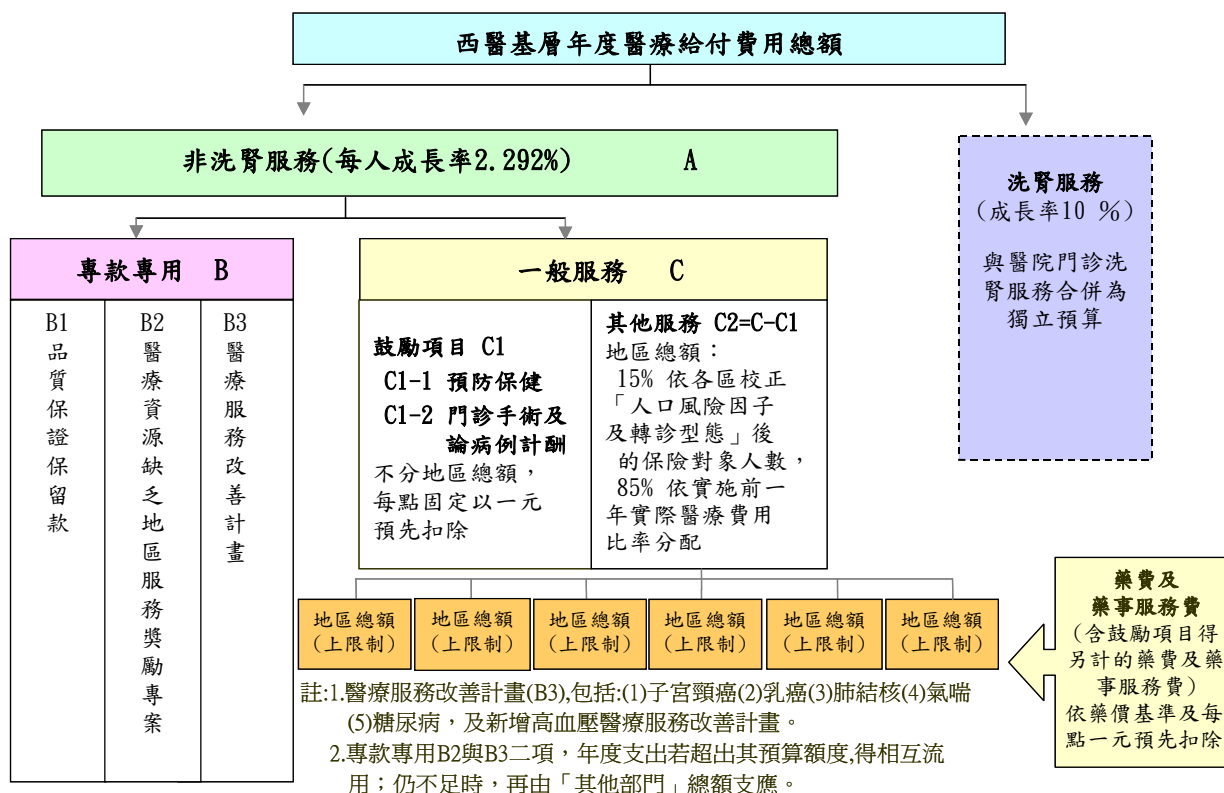 西醫基層年度醫療給付費用總額
非洗腎服務(每人成長率2.292%) A
洗腎服務
(成長率10 %)
與醫院門診洗
腎服務合併為
獨立預算
專款專用 B
B1
品
質
保
證
保
留
款
B2
醫
療
資
源
缺
乏
地
區
服
務
獎
勵
專
案
B3
醫
療
服
務
改
善
計
畫
一般服務 C
鼓勵項目 C1
C1-1 預防保健
C1-2 門診手術及
論病例計酬
不分地區總額，
每點固定以一元
預先扣除
其他服務 C2=C-C1
地區總額：
15% 依各區校正
「人口風險因子
及轉診型態」後
的保險對象人數，
85% 依實施前一
年實際醫療費用
比率分配
地區總額
(上限制)
地區總額
(上限制)
地區總額
(上限制)
地區總額
(上限制)
地區總額
(上限制)
地區總額
(上限制)
藥費及
藥事服務費
(含鼓勵項目得
另計的藥費及藥
事服務費)
依藥價基準及每
點一元預先扣除
註:1.醫療服務改善計畫(B3),包括:(1)子宮頸癌(2)乳癌(3)肺結核(4)氣喘
(5)糖尿病，及新增高血壓醫療服務改善計畫。
2.專款專用B2與B3二項，年度支出若超出其預算額度,得相互流
用；仍不足時，再由「其他部門」總額支應。